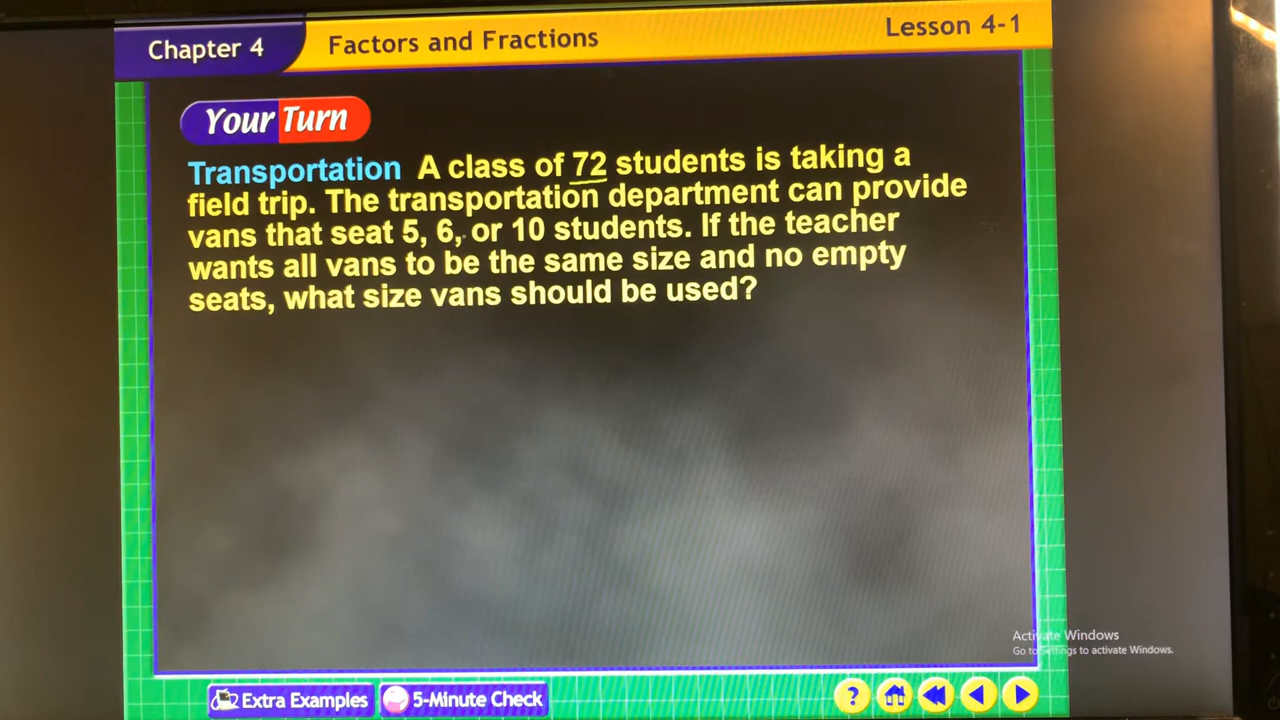 Chapter 4
Factors and Fractions
Lesson 4-1
Your Turn
Transportation A class of 72 students is taking a
field trip. The transportation department can provide
vans that seat 5, 6, or 10 students. If the teacher
wants all vans to be the same size and no empty
seats, what size vans should be used?
Activate Windows
Go to Settings to activate Windows.
Extra Examples
5-Minute Check
?